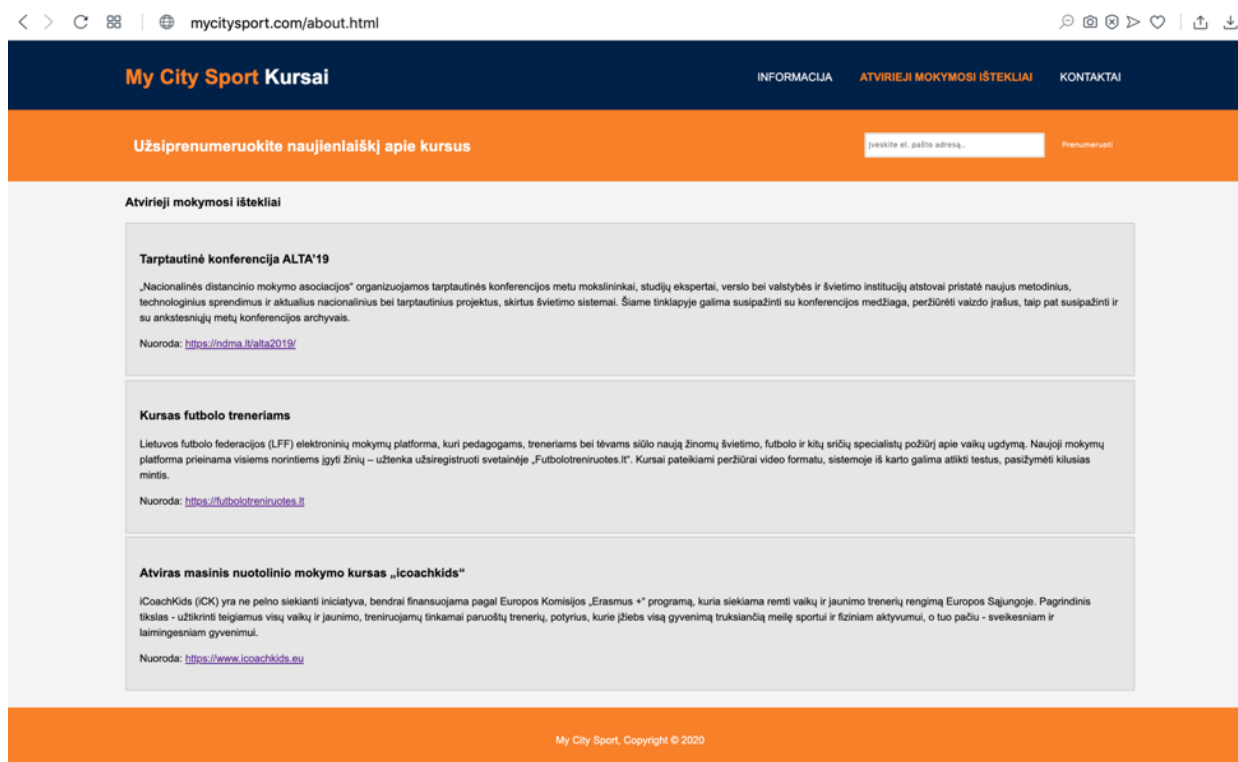 mycitysport.com/about.html
My City Sport Kursai
INFORMACIJA ATVIRIEJI MOKYMOSI IŠTEKLIAI KONTAKTAI
Užsiprenumeruokite naujienlaiškį apie kursus
Įveskite el. pašto adresą.. Prenumeruoti
Atvirieji mokymosi ištekliai
Tarptautinė konferencija ALTA'19
„Nacionalinės distancinio mokymo asociacijos“ organizuojamos tarptautinės konferencijos metu mokslininkai, studijų ekspertai, verslo bei valstybės ir švietimo institucijų atstovai pristatė naujus metodinius,
technologinius sprendimus ir aktualius nacionalinius bei tarptautinius projektus, skirtus švietimo sistemai. Šiame tinklapyje galima susipažinti su konferencijos medžiaga, peržiūrėti vaizdo įrašus, taip pat susipažinti ir
su ankstesniųjų metų konferencijos archyvais.
Nuoroda: https://ndma.lt/alta2019/
Kursas futbolo treneriams
Lietuvos futbolo federacijos (LFF) elektroninių mokymų platforma, kuri pedagogams, treneriams bei tėvams siūlo naują žinomų švietimo, futbolo ir kitų sričių specialistų požiūrį apie vaikų ugdymą. Naujoji mokymų
platforma prieinama visiems norintiems įgyti žinių – užtenka užsiregistruoti svetainėje „Futbolotreniruotes.lt“. Kursai pateikiami peržiūrai video formatu, sistemoje iš karto galima atlikti testus, pasižymėti kilusias
mintis.
Nuoroda: https://futbolotreniruotes.lt
Atviras masinis nuotolinio mokymo kursas „icoachkids“
iCoachKids (iCK) yra ne pelno siekianti iniciatyva, bendrai finansuojama pagal Europos Komisijos „Erasmus +“ programą, kuria siekiama remti vaikų ir jaunimo trenerių rengimą Europos Sąjungoje. Pagrindinis
tikslas - užtikrinti teigiamus visų vaikų ir jaunimo, treniruojamų tinkamai paruoštų trenerių, potyrius, kurie įžiebs visą gyvenimą truksiančią meilę sportui ir fiziniam aktyvumui, o tuo pačiu - sveikesniam ir
laimingesniam gyvenimui.
Nuoroda: https://www.icoachkids.eu
My City Sport, Copyright © 2020